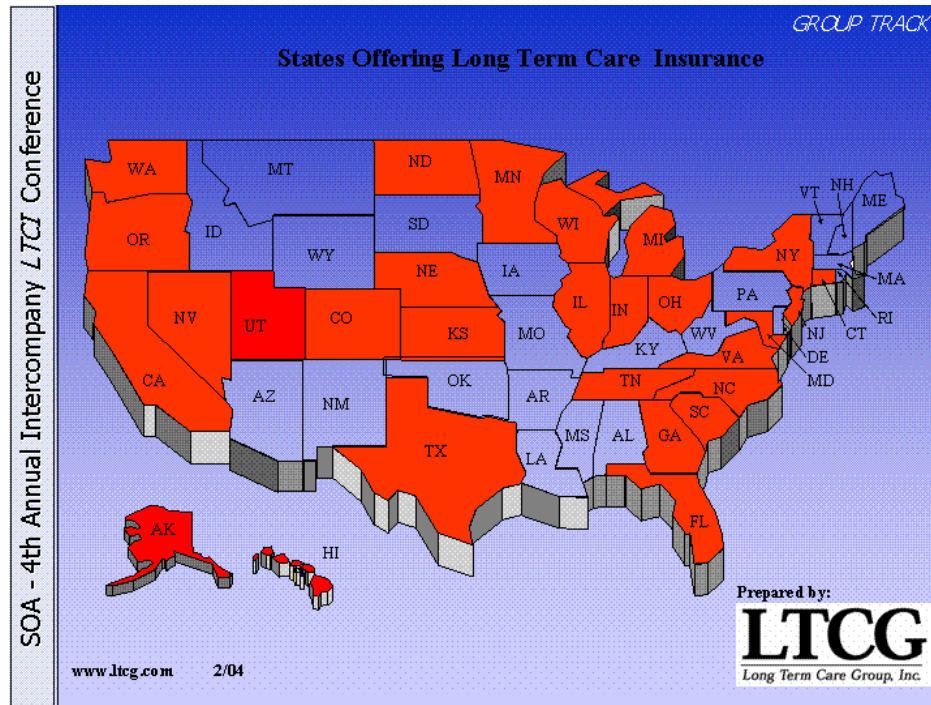 GROUP TRACK
States Offering Long Term Care Insurance
SOA - 4th Annual Intercompany LTCI Conference
WA
MT
ND
MN
OR
ID
WY
SD
WI
MI
VT
NH
ME
NY
MA
NV
UT
CO
NE
IA
IL
IN
OH
PA
RI
CT
NJ
CA
KS
MO
KY
WV
VA
DE
MD
AZ
NM
OK
AR
TN
NC
SC
TX
LA
MS
AL
GA
FL
AK
HI
Prepared by:
LTCG
Long Term Care Group, Inc.
www.ltcg.com 2/04